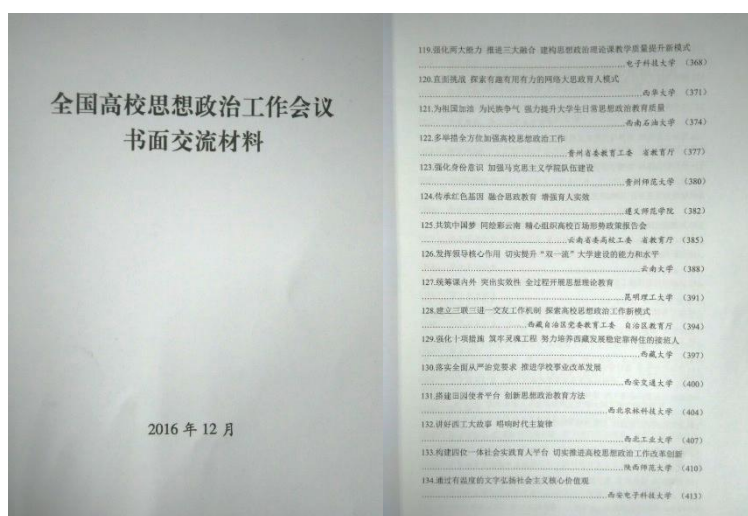 全国高校思想政治工作会议
书面交流材料
2016 年 12 月
119.强化两大能力 推进三大融合 建构思想政治理论课教学质量提升新模式
电子科技大学 (368)
120.直面挑战 探索有趣有用有力的网络大思政育人模式
西华大学 (371)
121.为祖国加油 为民族争气 强力提升大学生日常思想政治教育质量
西南石油大学 (374)
122.多举措全方位加强高校思想政治工作
贵州省委教育工委 省教育厅 (377)
123.强化身份意识 加强马克思主义学院队伍建设
贵州师范大学 (380)
124.传承红色基因 融合思政教育 增强育人实效
遵义师范学院 (382)
125.共筑中国梦 同绘彩云南 精心组织高校百场形势政策报告会
云南省委高校工委 省教育厅 (385)
126.发挥领导核心作用 切实提升“双一流”大学建设的能力和水平
云南大学 (388)
127.统筹课内外 突出实效性 全过程开展思想理论教育
昆明理工大学 (391)
128.建立三联三进一交友工作机制 探索高校思想政治工作新模式
西藏自治区党委教育工委 自治区教育厅 (394)
129.强化十项措施 筑牢灵魂工程 努力培养西藏发展稳定靠得住的接班人
西藏大学 (397)
130.落实全面从严治党要求 推进学校事业改革发展
西安交通大学 (400)
131.搭建出园使者平台 创新思想政治教育方法
西北农林科技大学 (404)
132.讲好西工大故事 唱响时代主旋律
西北工业大学 (407)
133.构建四位一体社会实践育人平台 切实推进高校思想政治工作改革创新
陕西师范大学 (410)
134.通过有温度的文字弘扬社会主义核心价值观
西安电子科技大学 (413)